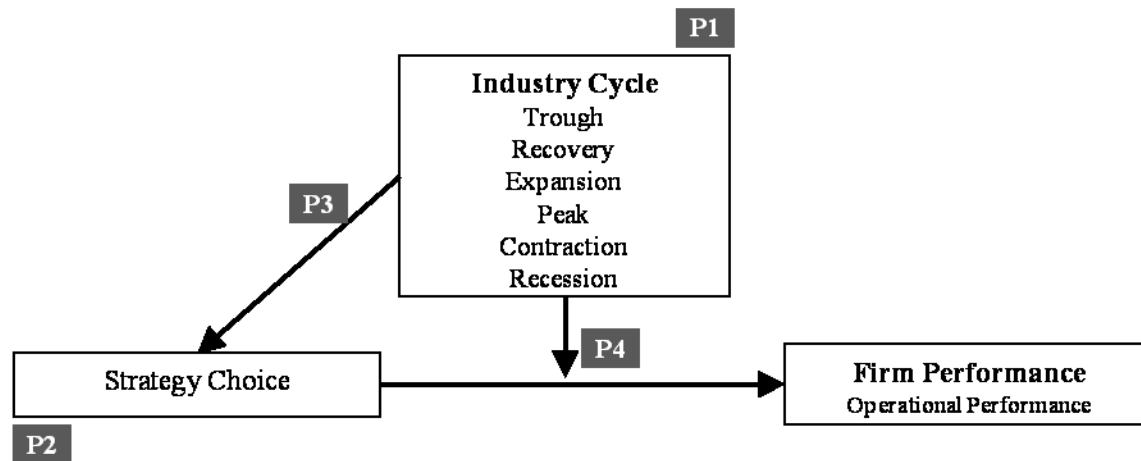 P1
Industry Cycle
Trough
Recovery
Expansion
Peak
Contraction
Recession
P3
P4
Strategy Choice
Firm Performance
Operational Performance
P2